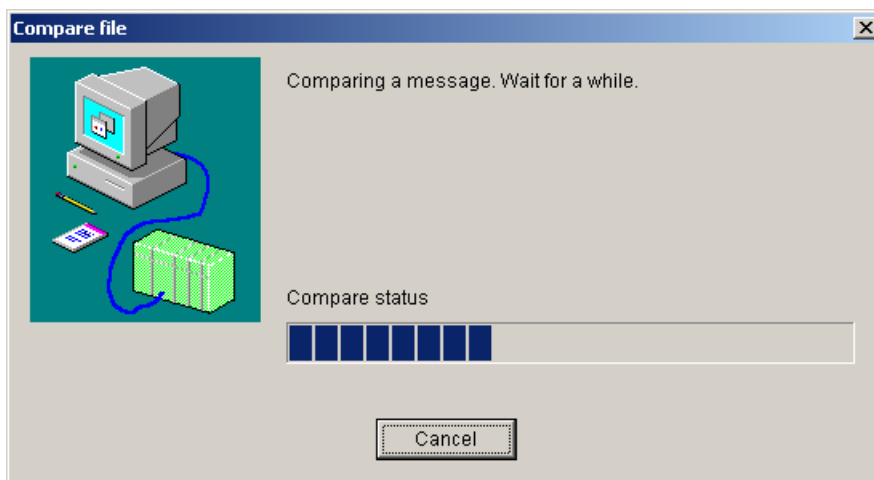 Compare file
Comparing a message. Wait for a while.
Compare status
Cancel